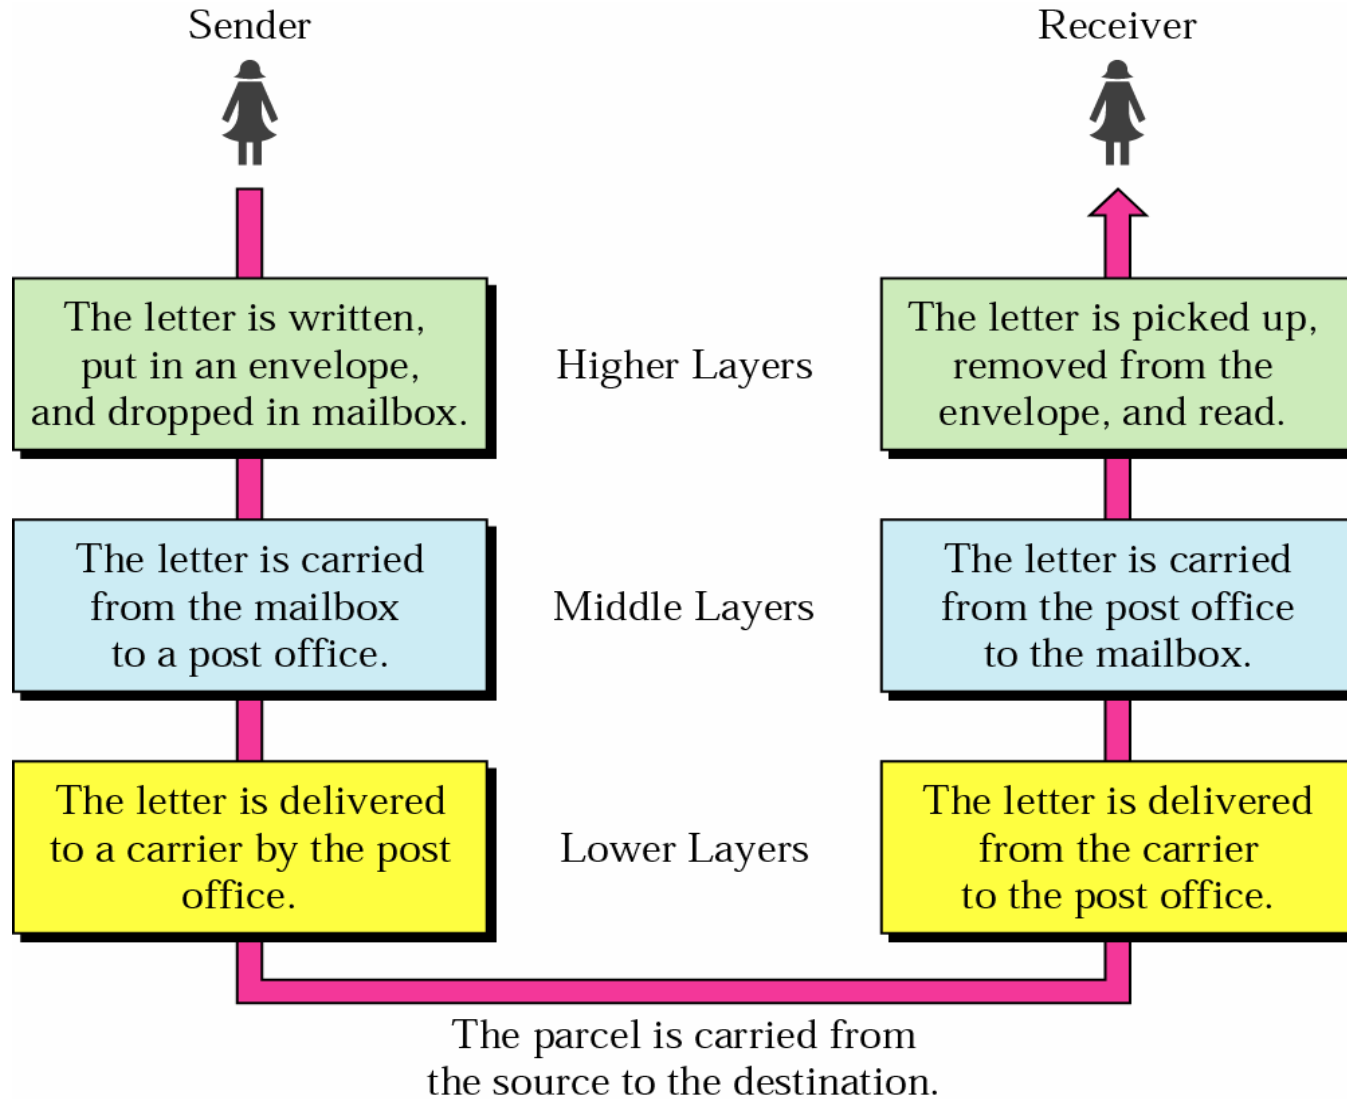 Sender
Receiver
The letter is written,
put in an envelope,
and dropped in mailbox.
Higher Layers
The letter is picked up,
removed from the
envelope, and read.
The letter is carried
from the mailbox
to a post office.
Middle Layers
The letter is carried
from the post office
to the mailbox.
The letter is delivered
to a carrier by the post
office.
Lower Layers
The letter is delivered
from the carrier
to the post office.
The parcel is carried from
the source to the destination.